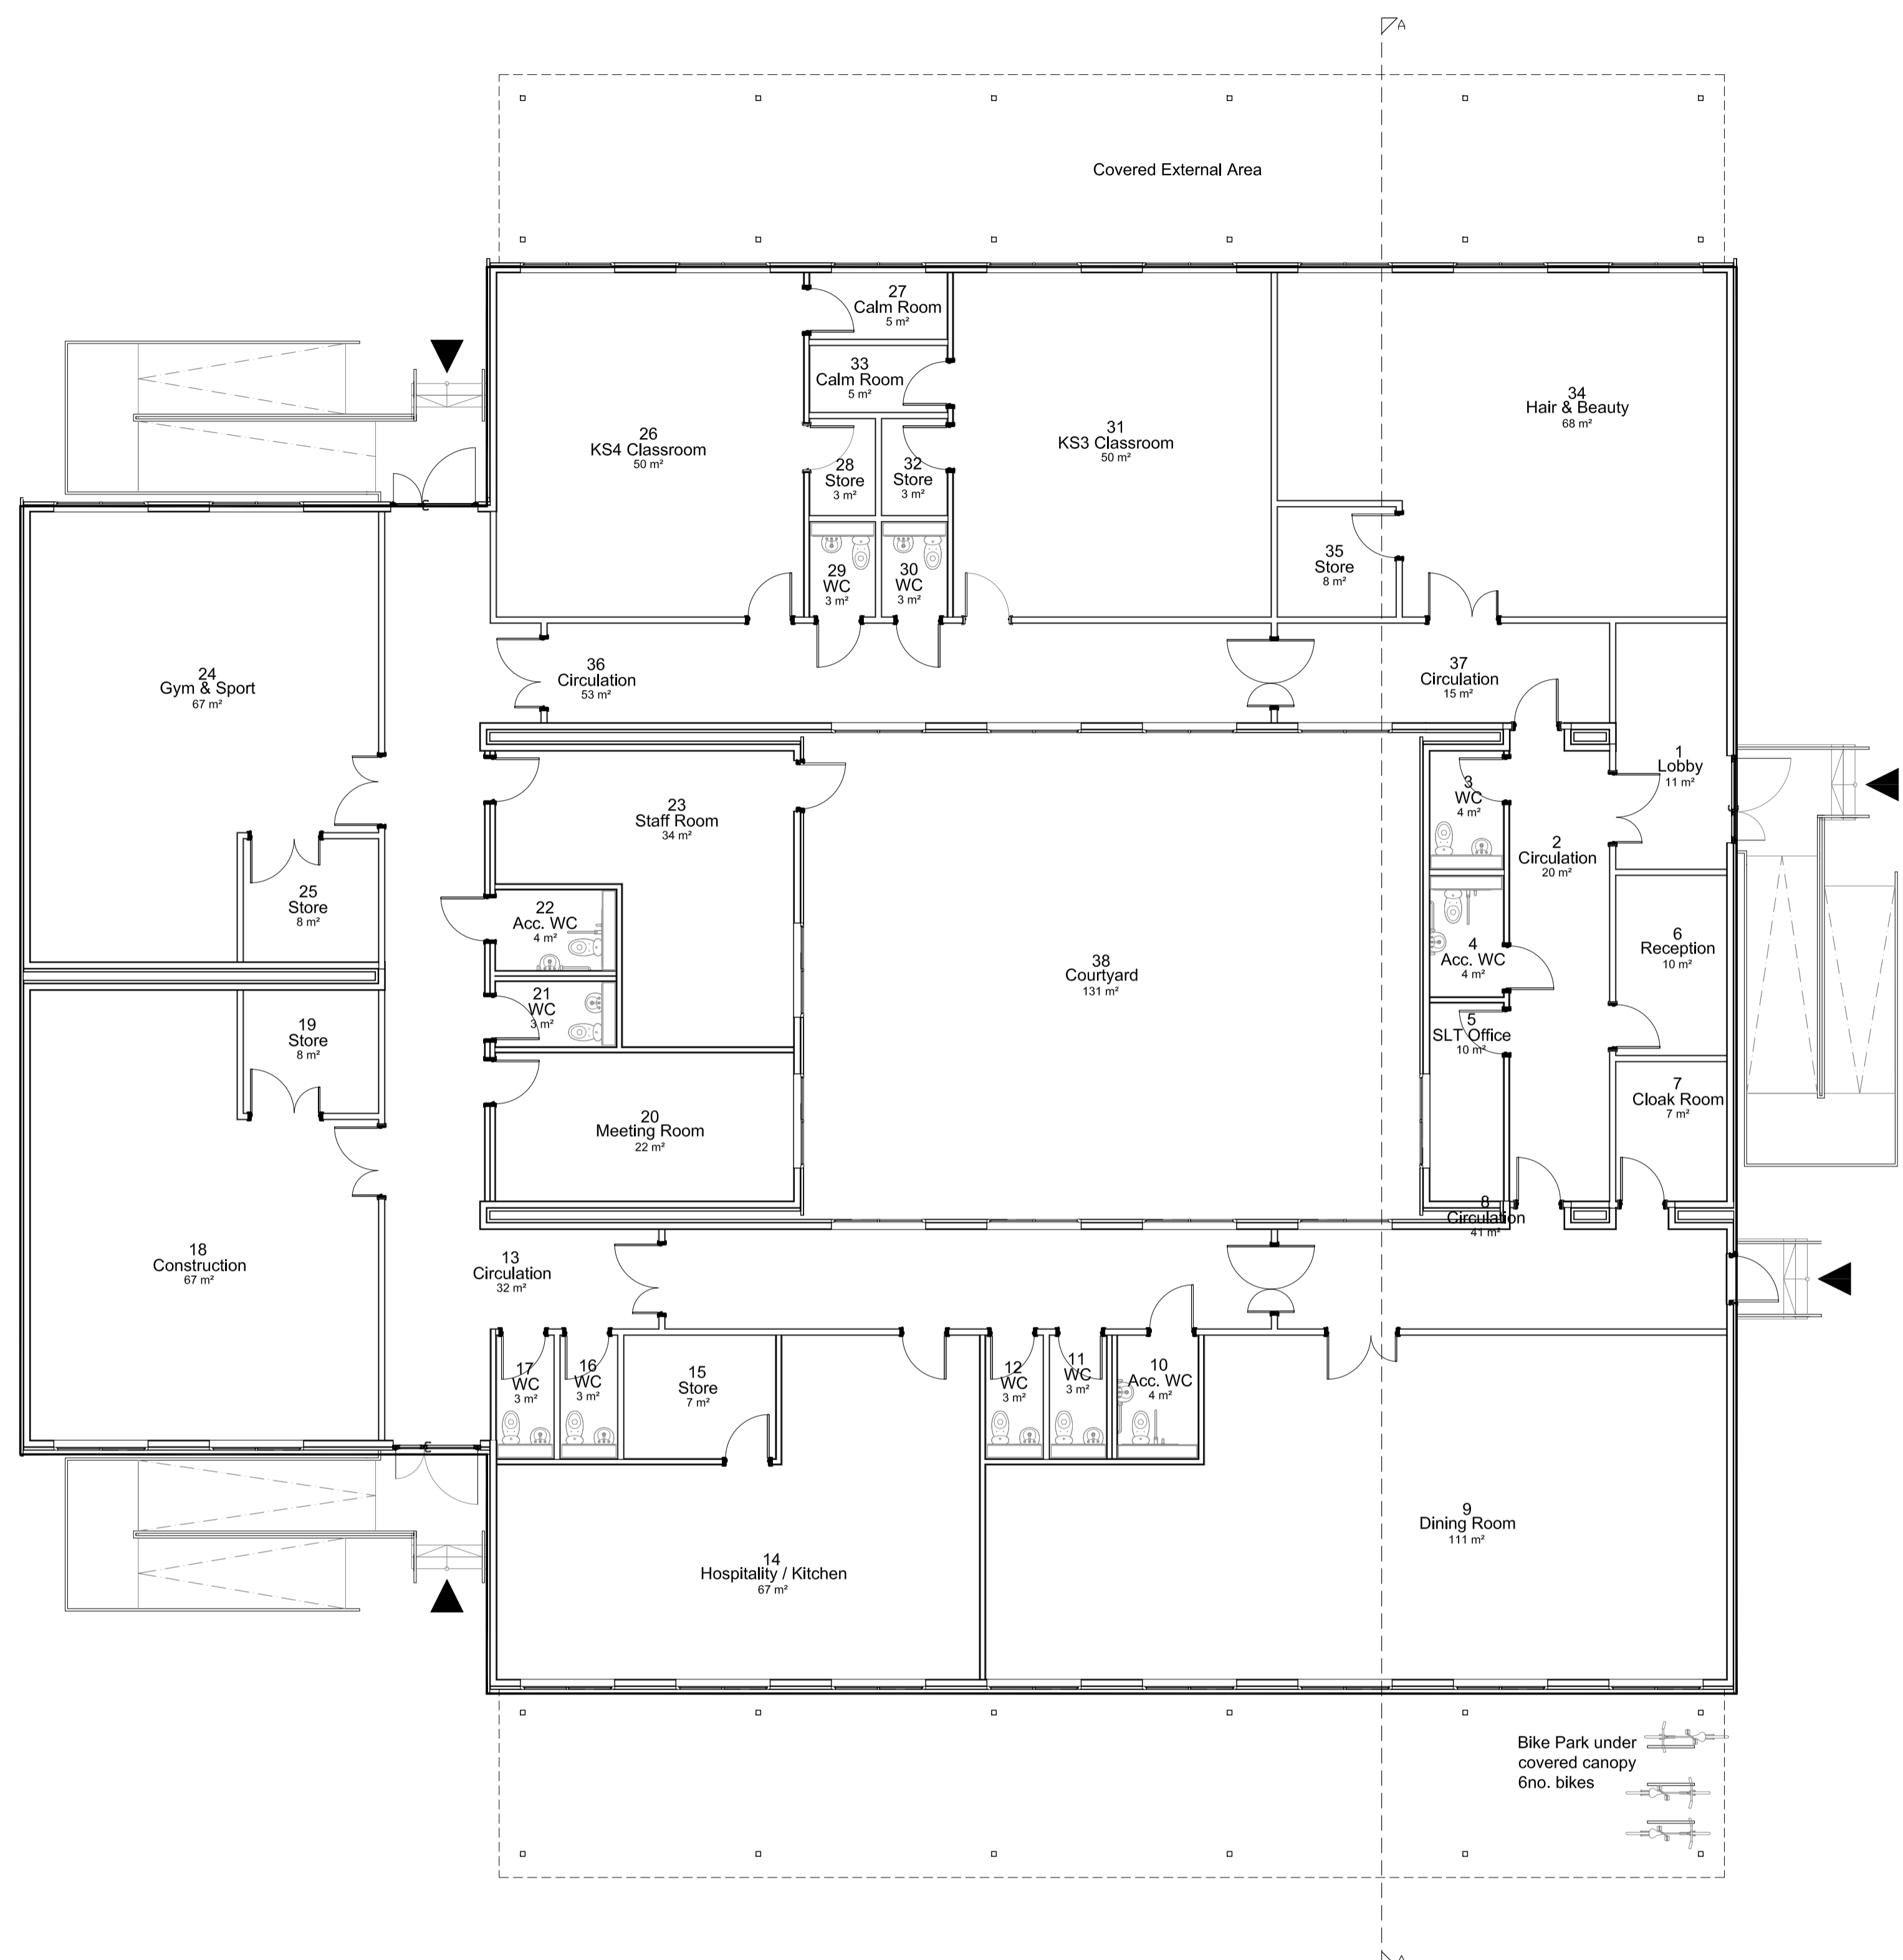 A
Covered External Area
27
Calm Room
5 m²
33
Calm Room
5 m²
34
Hair & Beauty
68 m²
26
KS4 Classroom
50 m²
31
KS3 Classroom
50 m²
28
Store
3 m²
32
Store
3 m²
35
Store
8 m²
29
WC
3 m²
30
WC
3 m²
24
Gym & Sport
67 m²
36
Circulation
53 m²
37
Circulation
15 m²
1
Lobby
11 m²
3
WC
4 m²
23
Staff Room
34 m²
2
Circulation
20 m²
25
Store
8 m²
22
Acc. WC
4 m²
4
Acc. WC
4 m²
6
Reception
10 m²
38
Courtyard
131 m²
21
WC
3 m²
19
Store
8 m²
5
SLT Office
10 m²
7
Cloak Room
7 m²
20
Meeting Room
22 m²
8
Circulation
41 m²
18
Construction
67 m²
13
Circulation
32 m²
17
WC
3 m²
16
WC
3 m²
15
Store
7 m²
12
WC
3 m²
11
WC
3 m²
10
Acc. WC
4 m²
9
Dining Room
111 m²
14
Hospitality / Kitchen
67 m²
Bike Park under
covered canopy
6no. bikes
A